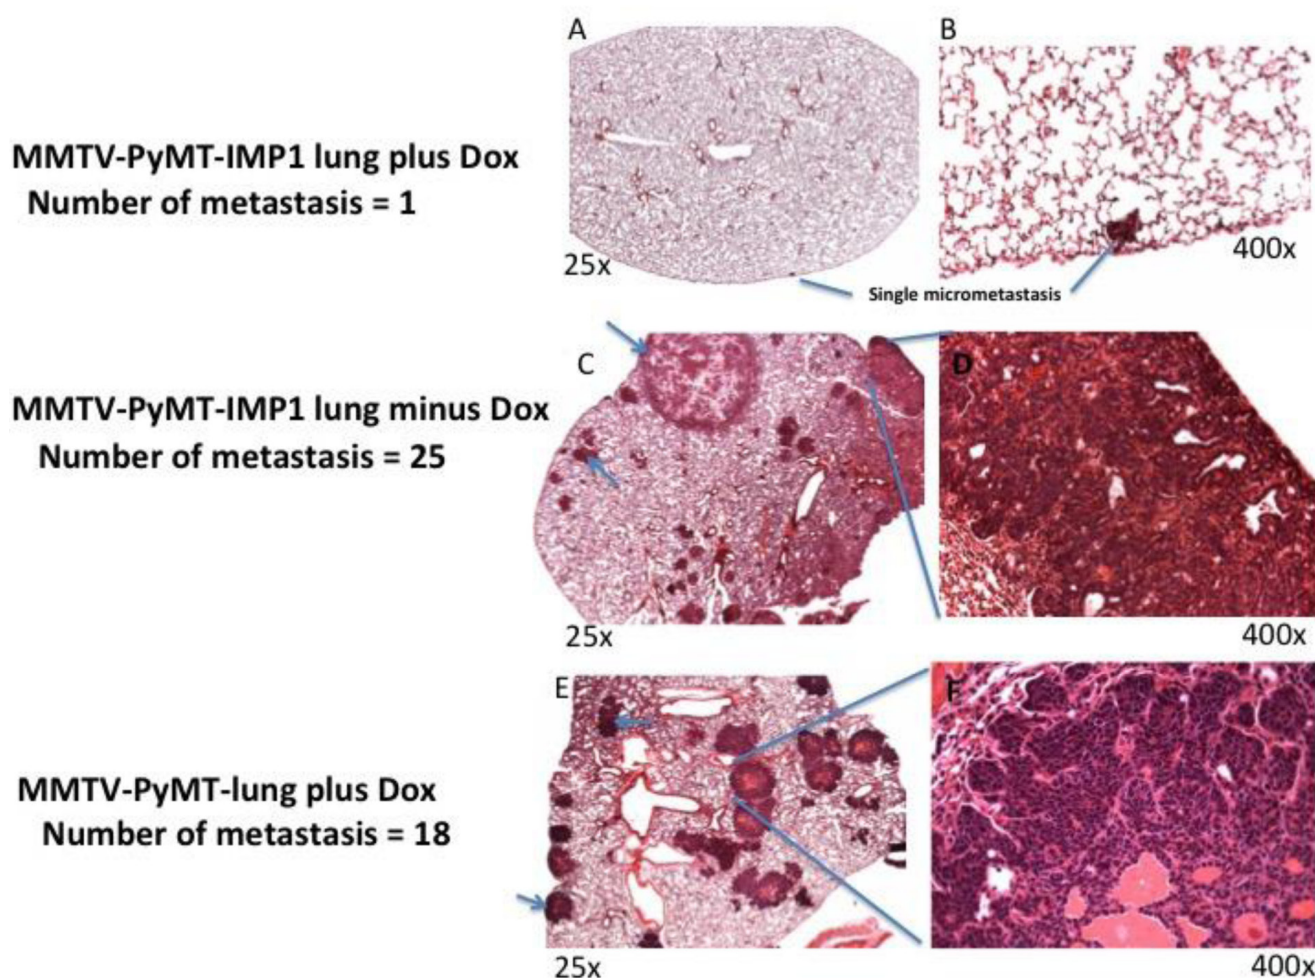 A
B
MMTV-PyMT-IMP1 lung plus Dox
Number of metastasis = 1
25x
400x
Single micrometastasis
C
D
MMTV-PyMT-IMP1 lung minus Dox
Number of metastasis = 25
25x
400x
E
F
MMTV-PyMT-lung plus Dox
Number of metastasis = 18
25x
400x